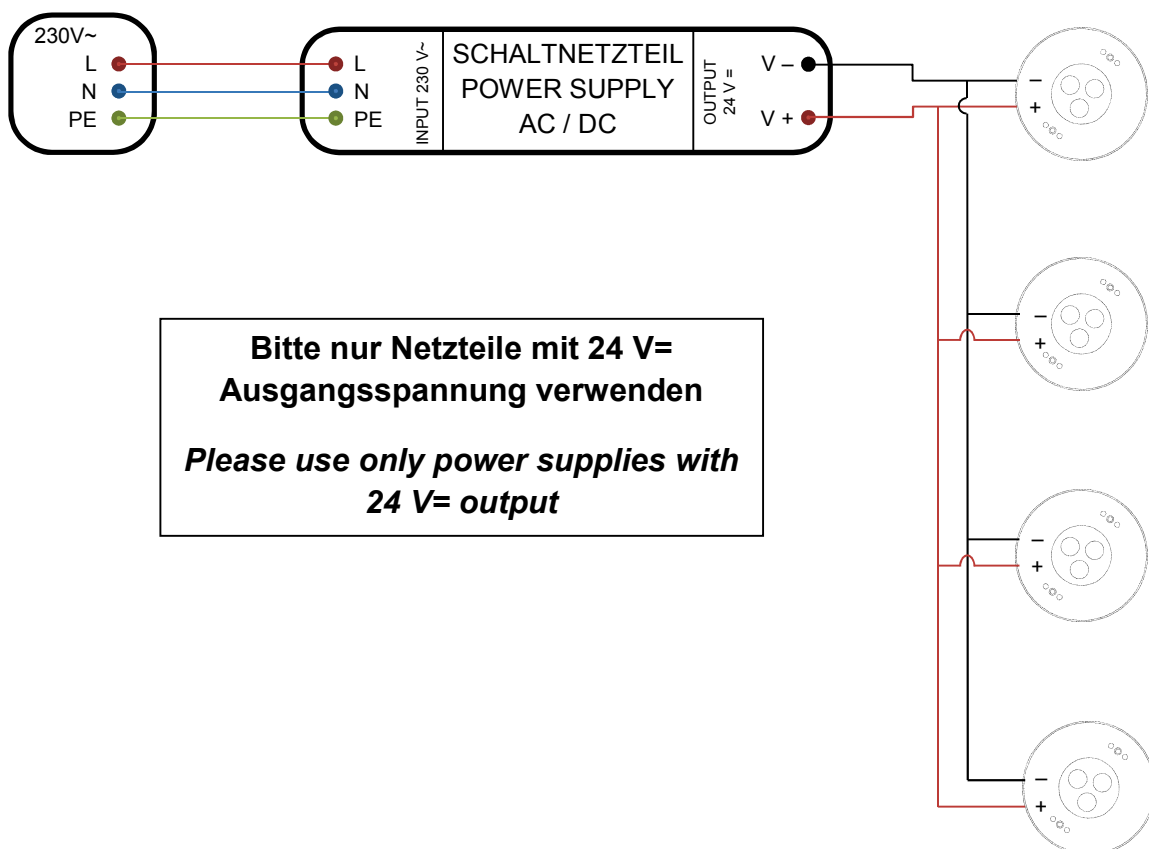 230V~
L
N
PE
L
N
PE
INPUT 230 V~
SCHALTNETZTEIL
POWER SUPPLY
AC / DC
OUTPUT
24 V =
V –
V +
–
+
–
+
Bitte nur Netzteile mit 24 V=
Ausgangsspannung verwenden
Please use only power supplies with
24 V= output
–
+
–
+